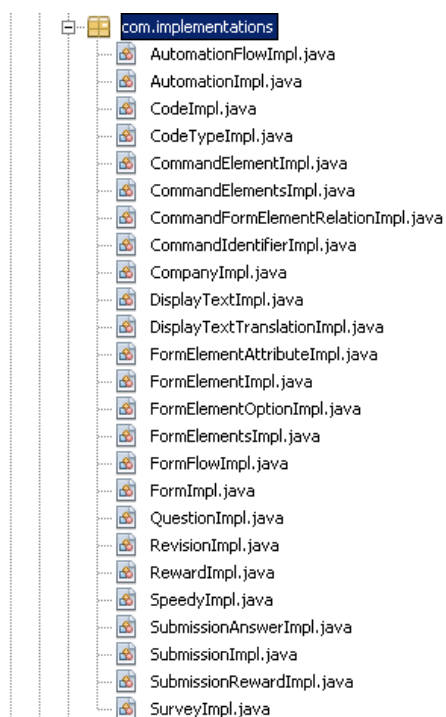 com.implementations
AutomationFlowImpl.java
AutomationImpl.java
CodeImpl.java
CodeTypeImpl.java
CommandElementImpl.java
CommandElementsImpl.java
CommandFormElementRelationImpl.java
CommandIdentifierImpl.java
CompanyImpl.java
DisplayTextImpl.java
DisplayTextTranslationImpl.java
FormElementAttributeImpl.java
FormElementImpl.java
FormElementOptionImpl.java
FormElementsImpl.java
FormFlowImpl.java
FormImpl.java
QuestionImpl.java
RevisionImpl.java
RewardImpl.java
SpeedyImpl.java
SubmissionAnswerImpl.java
SubmissionImpl.java
SubmissionRewardImpl.java
SurveyImpl.java